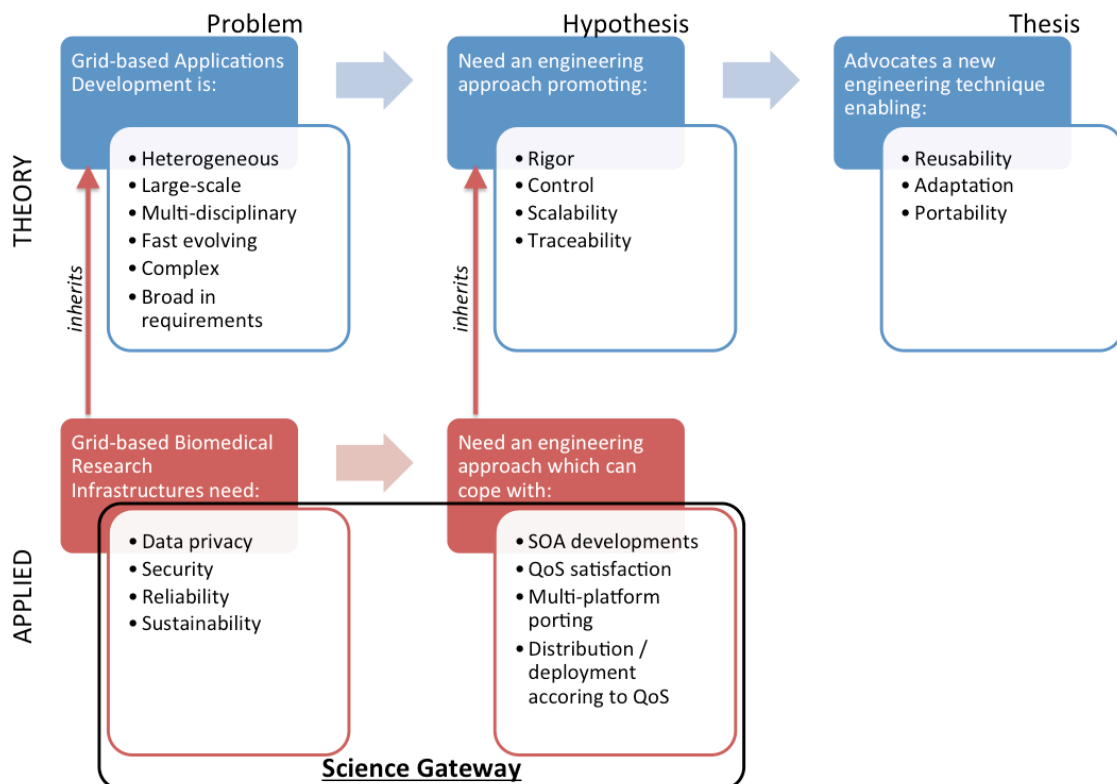 Problem
Hypothesis
Thesis
THEORY
Grid-based Applications
Development is:
• Heterogeneous
• Large-scale
• Multi-disciplinary
• Fast evolving
• Complex
• Broad in
requirements
Need an engineering
approach promoting:
• Rigor
• Control
• Scalability
• Traceability
Advocates a new
engineering technique
enabling:
• Reusability
• Adaptation
• Portability
inherits
inherits
APPLIED
Grid-based Biomedical
Research
Infrastructures need:
• Data privacy
• Security
• Reliability
• Sustainability
Need an engineering
approach which can
cope with:
• SOA developments
• QoS satisfaction
• Multi-platform
porting
• Distribution /
deployment
accoring to QoS
Science Gateway